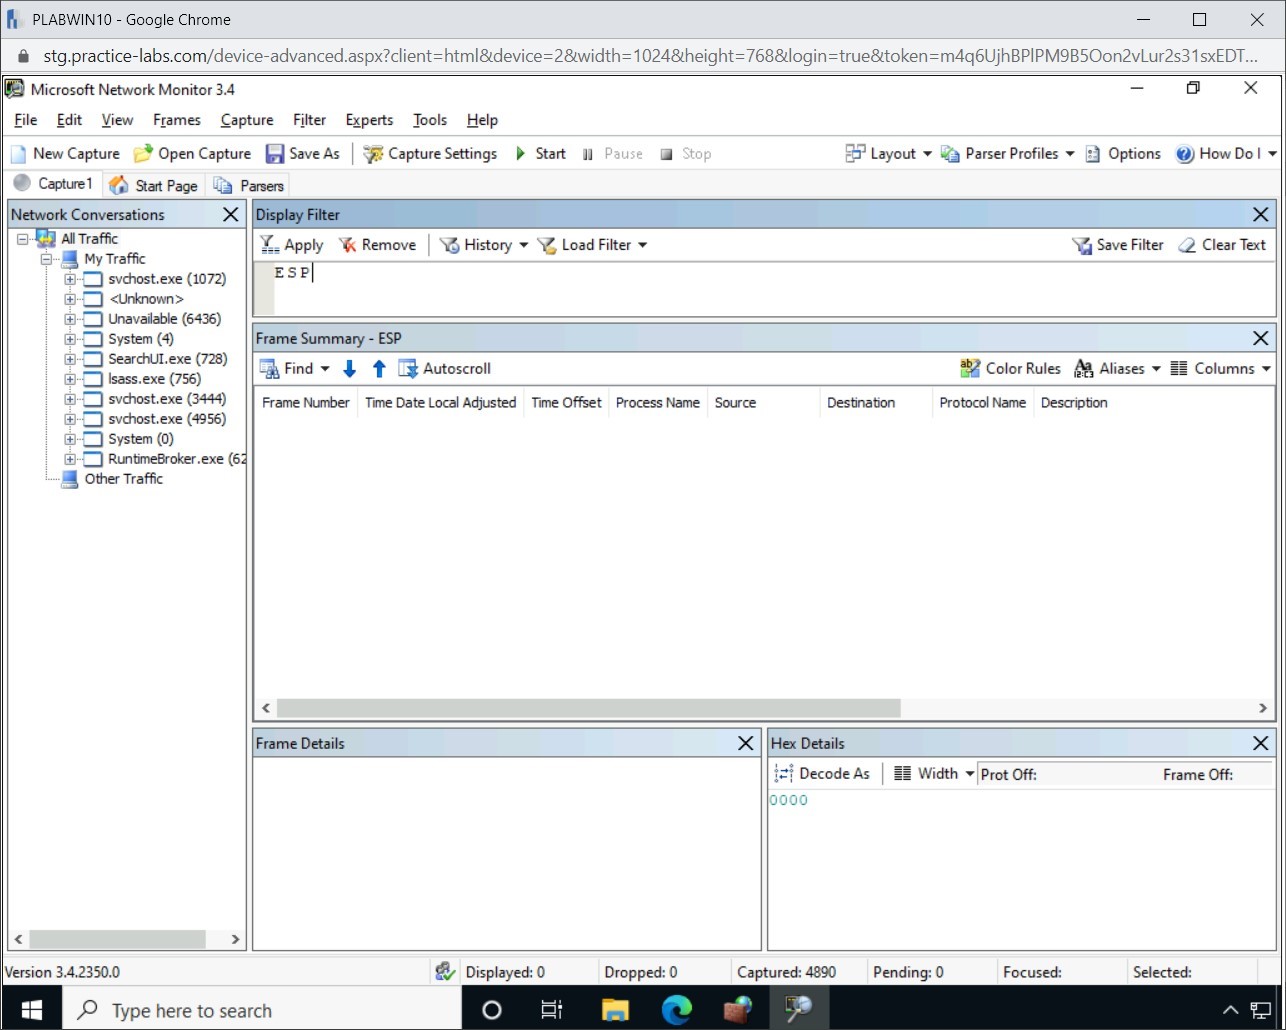 PLABWIN10 - Google Chrome
stg.practice-labs.com/device-advanced.aspx?client=html&device=2&width=1024&height=768&login=true&token=m4q6UjhBPlPM9B5Oon2vLur2s31sxEDT...
Microsoft Network Monitor 3.4
File Edit View Frames Capture Filter Experts Tools Help
New Capture Open Capture Save As Capture Settings Start Pause Stop Layout Parser Profiles Options How Do I
Capture1 Start Page Parsers
Network Conversations
All Traffic
My Traffic
svchost.exe (1072)
<Unknown>
Unavailable (6436)
System (4)
SearchUI.exe (728)
lsass.exe (756)
svchost.exe (3444)
svchost.exe (4956)
System (0)
RuntimeBroker.exe (62
Other Traffic
Display Filter
Apply Remove History Load Filter Save Filter Clear Text
ESP
Frame Summary - ESP
Find Autoscroll Color Rules Aliases Columns
Frame Number Time Date Local Adjusted Time Offset Process Name Source Destination Protocol Name Description
Frame Details
Hex Details
Decode As Width Prot Off: Frame Off:
0000
Version 3.4.2350.0 Displayed: 0 Dropped: 0 Captured: 4890 Pending: 0 Focused: Selected:
Type here to search